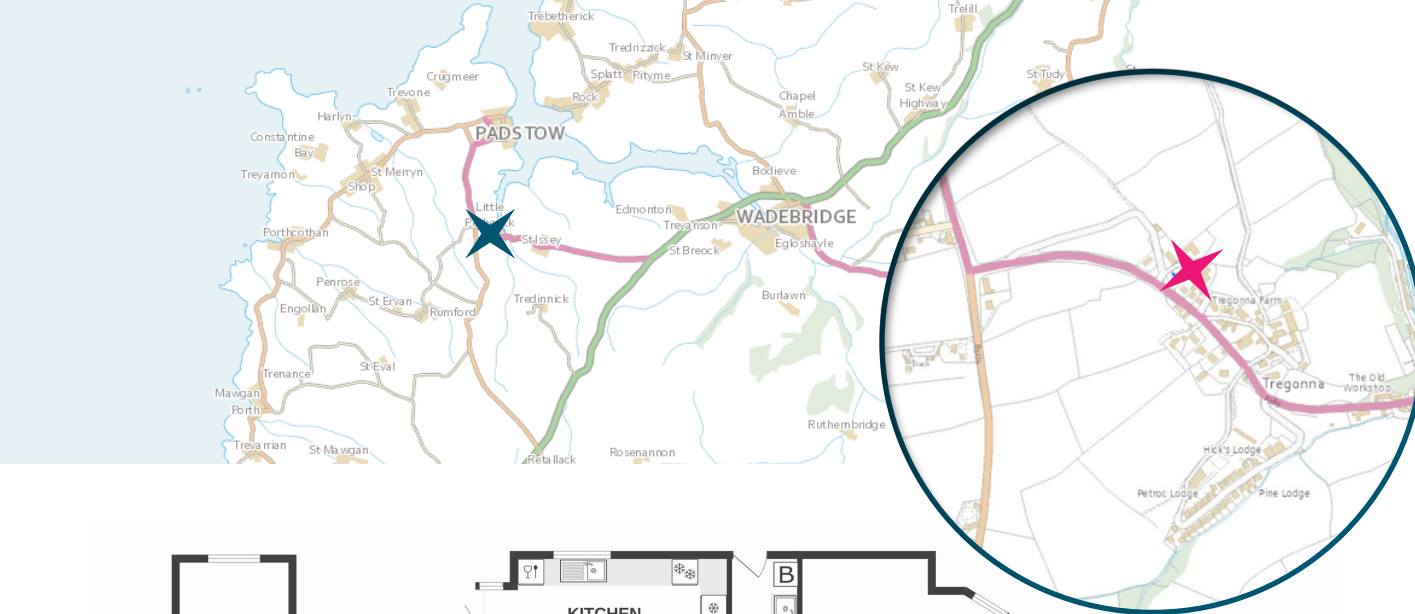 Trebetherick
Trelill
Tredrizzick
St Minver
Crugmeer
Splatt
Pityme
St Kew
St Tudy
Trevone
Rock
Chapel
Amble
St Kew
Highway
Harlyn
Constantine
Bay
PADSTOW
Treyarnon
St Merryn
Shop
Bodieve
Little
Edmonton
WADEBRIDGE
Trevanson
Porthcothan
St Issey
St Breock
Egloshayle
Penrose
St Ervan
Tredinnick
Burlawn
Engollan
Rumford
Tregonna Farm
St Eval
Trenance
Track
Tregonna
The Old
Workshop
Mawgan
Porth
Ruthernbridge
Trevarrian
St Mawgan
Retallack
Rosenannon
Hick's Lodge
Petroc Lodge
Pine Lodge
B
KITCHEN